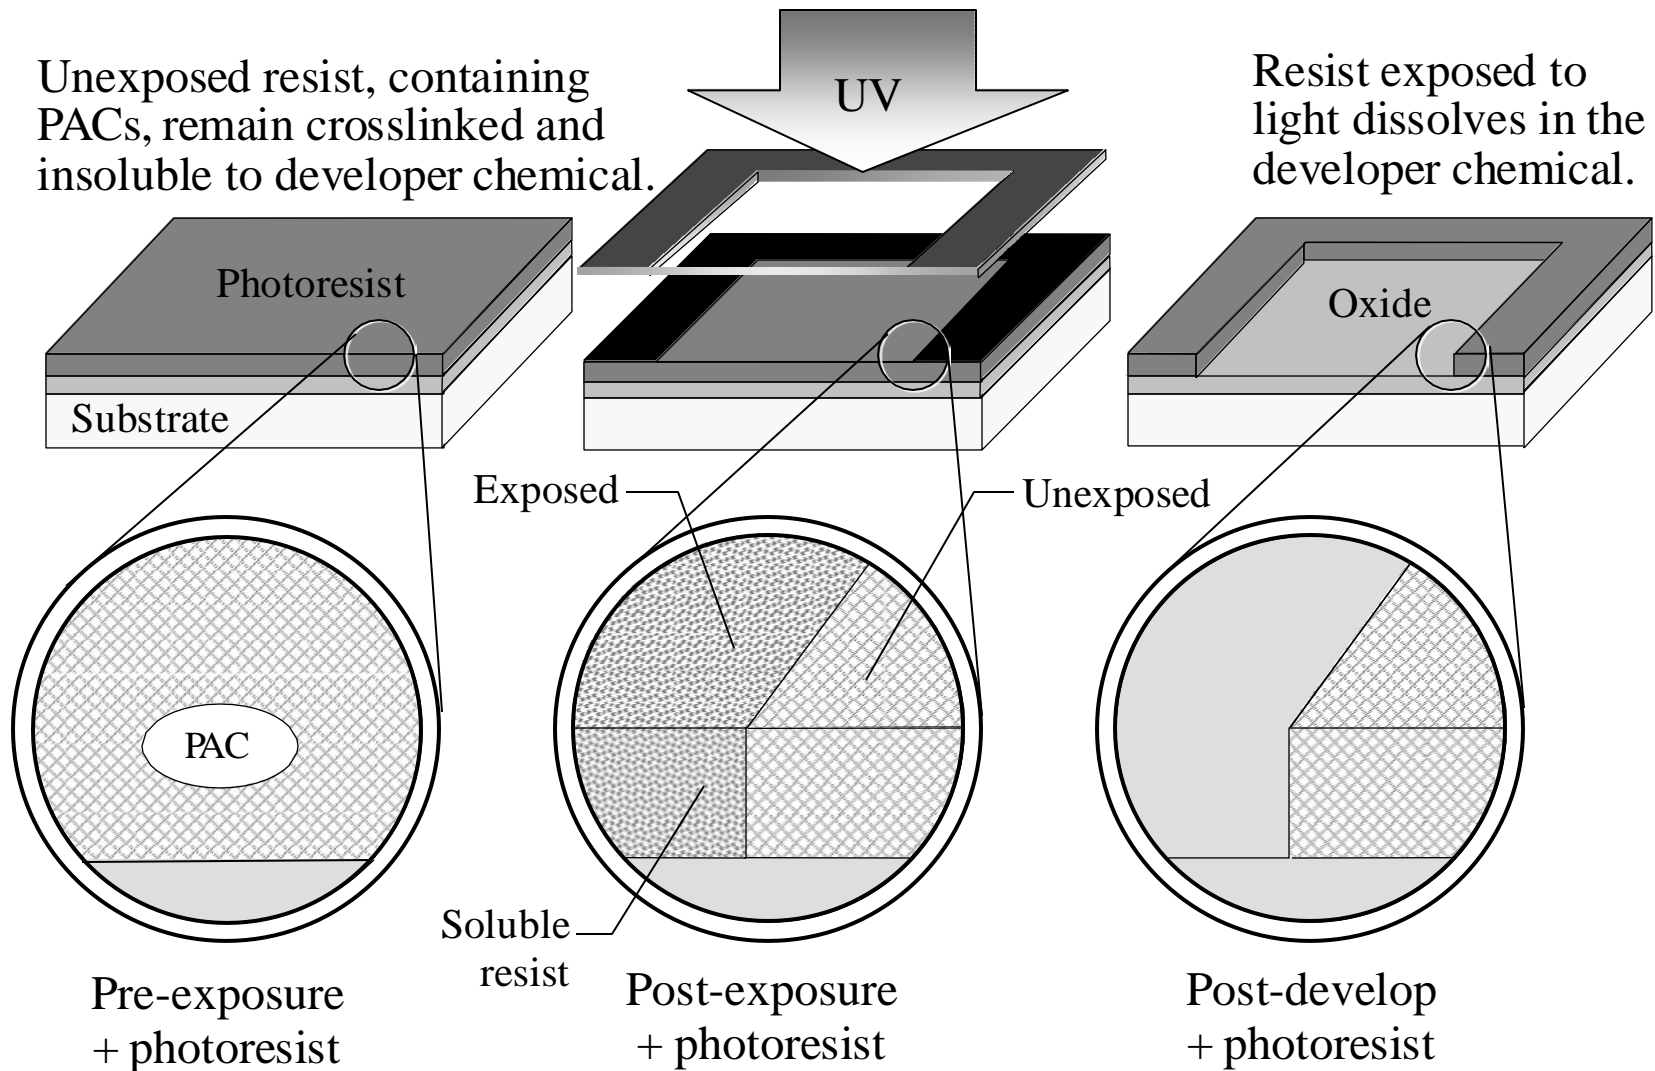 Unexposed resist, containing
PACs, remain crosslinked and
insoluble to developer chemical.
UV
Resist exposed to
light dissolves in the
developer chemical.
Photoresist
Substrate
Oxide
Exposed
Unexposed
PAC
Soluble
resist
Pre-exposure
+ photoresist
Post-exposure
+ photoresist
Post-develop
+ photoresist